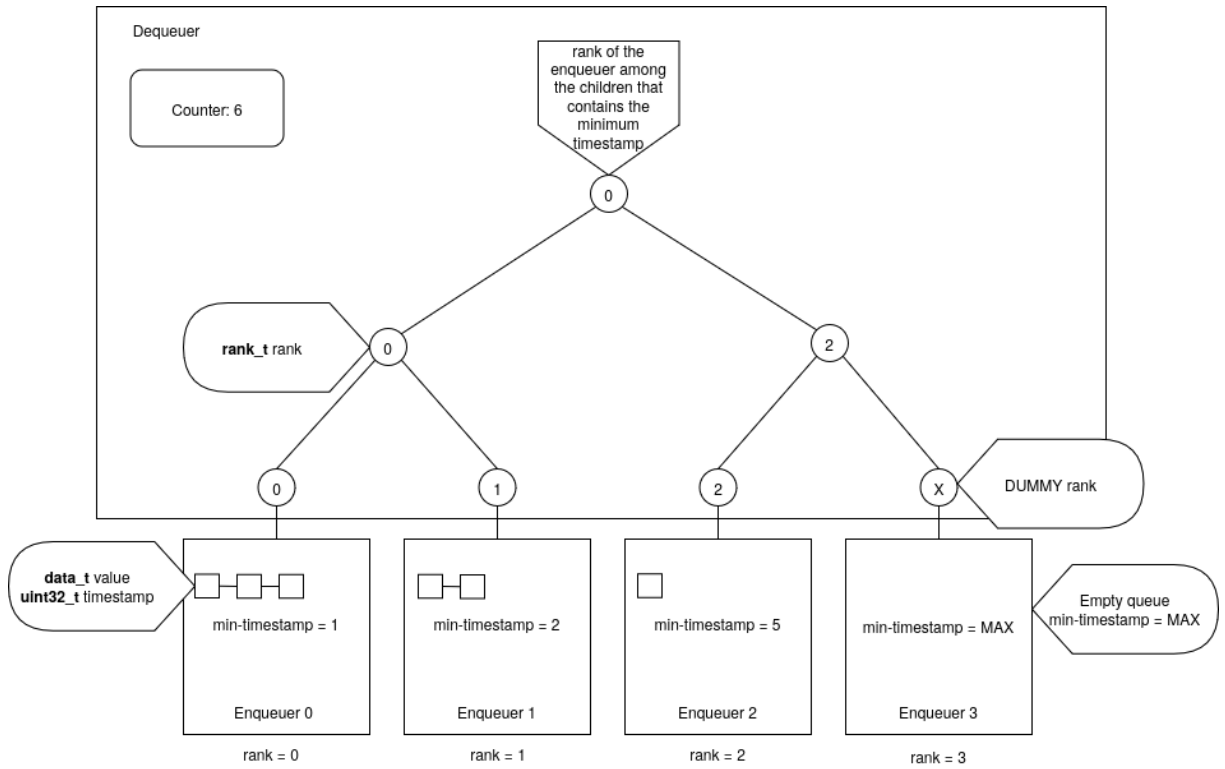 Dequeuer
Counter: 6
rank of the
enqueuer among
the children that
contains the
minimum
timestamp
0
rank_t rank
0
2
0
1
2
X
DUMMY rank
data_t value
uint32_t timestamp
min-timestamp = 1
Enqueuer 0
rank = 0
min-timestamp = 2
Enqueuer 1
rank = 1
min-timestamp = 5
Enqueuer 2
rank = 2
min-timestamp = MAX
Enqueuer 3
rank = 3
Empty queue
min-timestamp = MAX